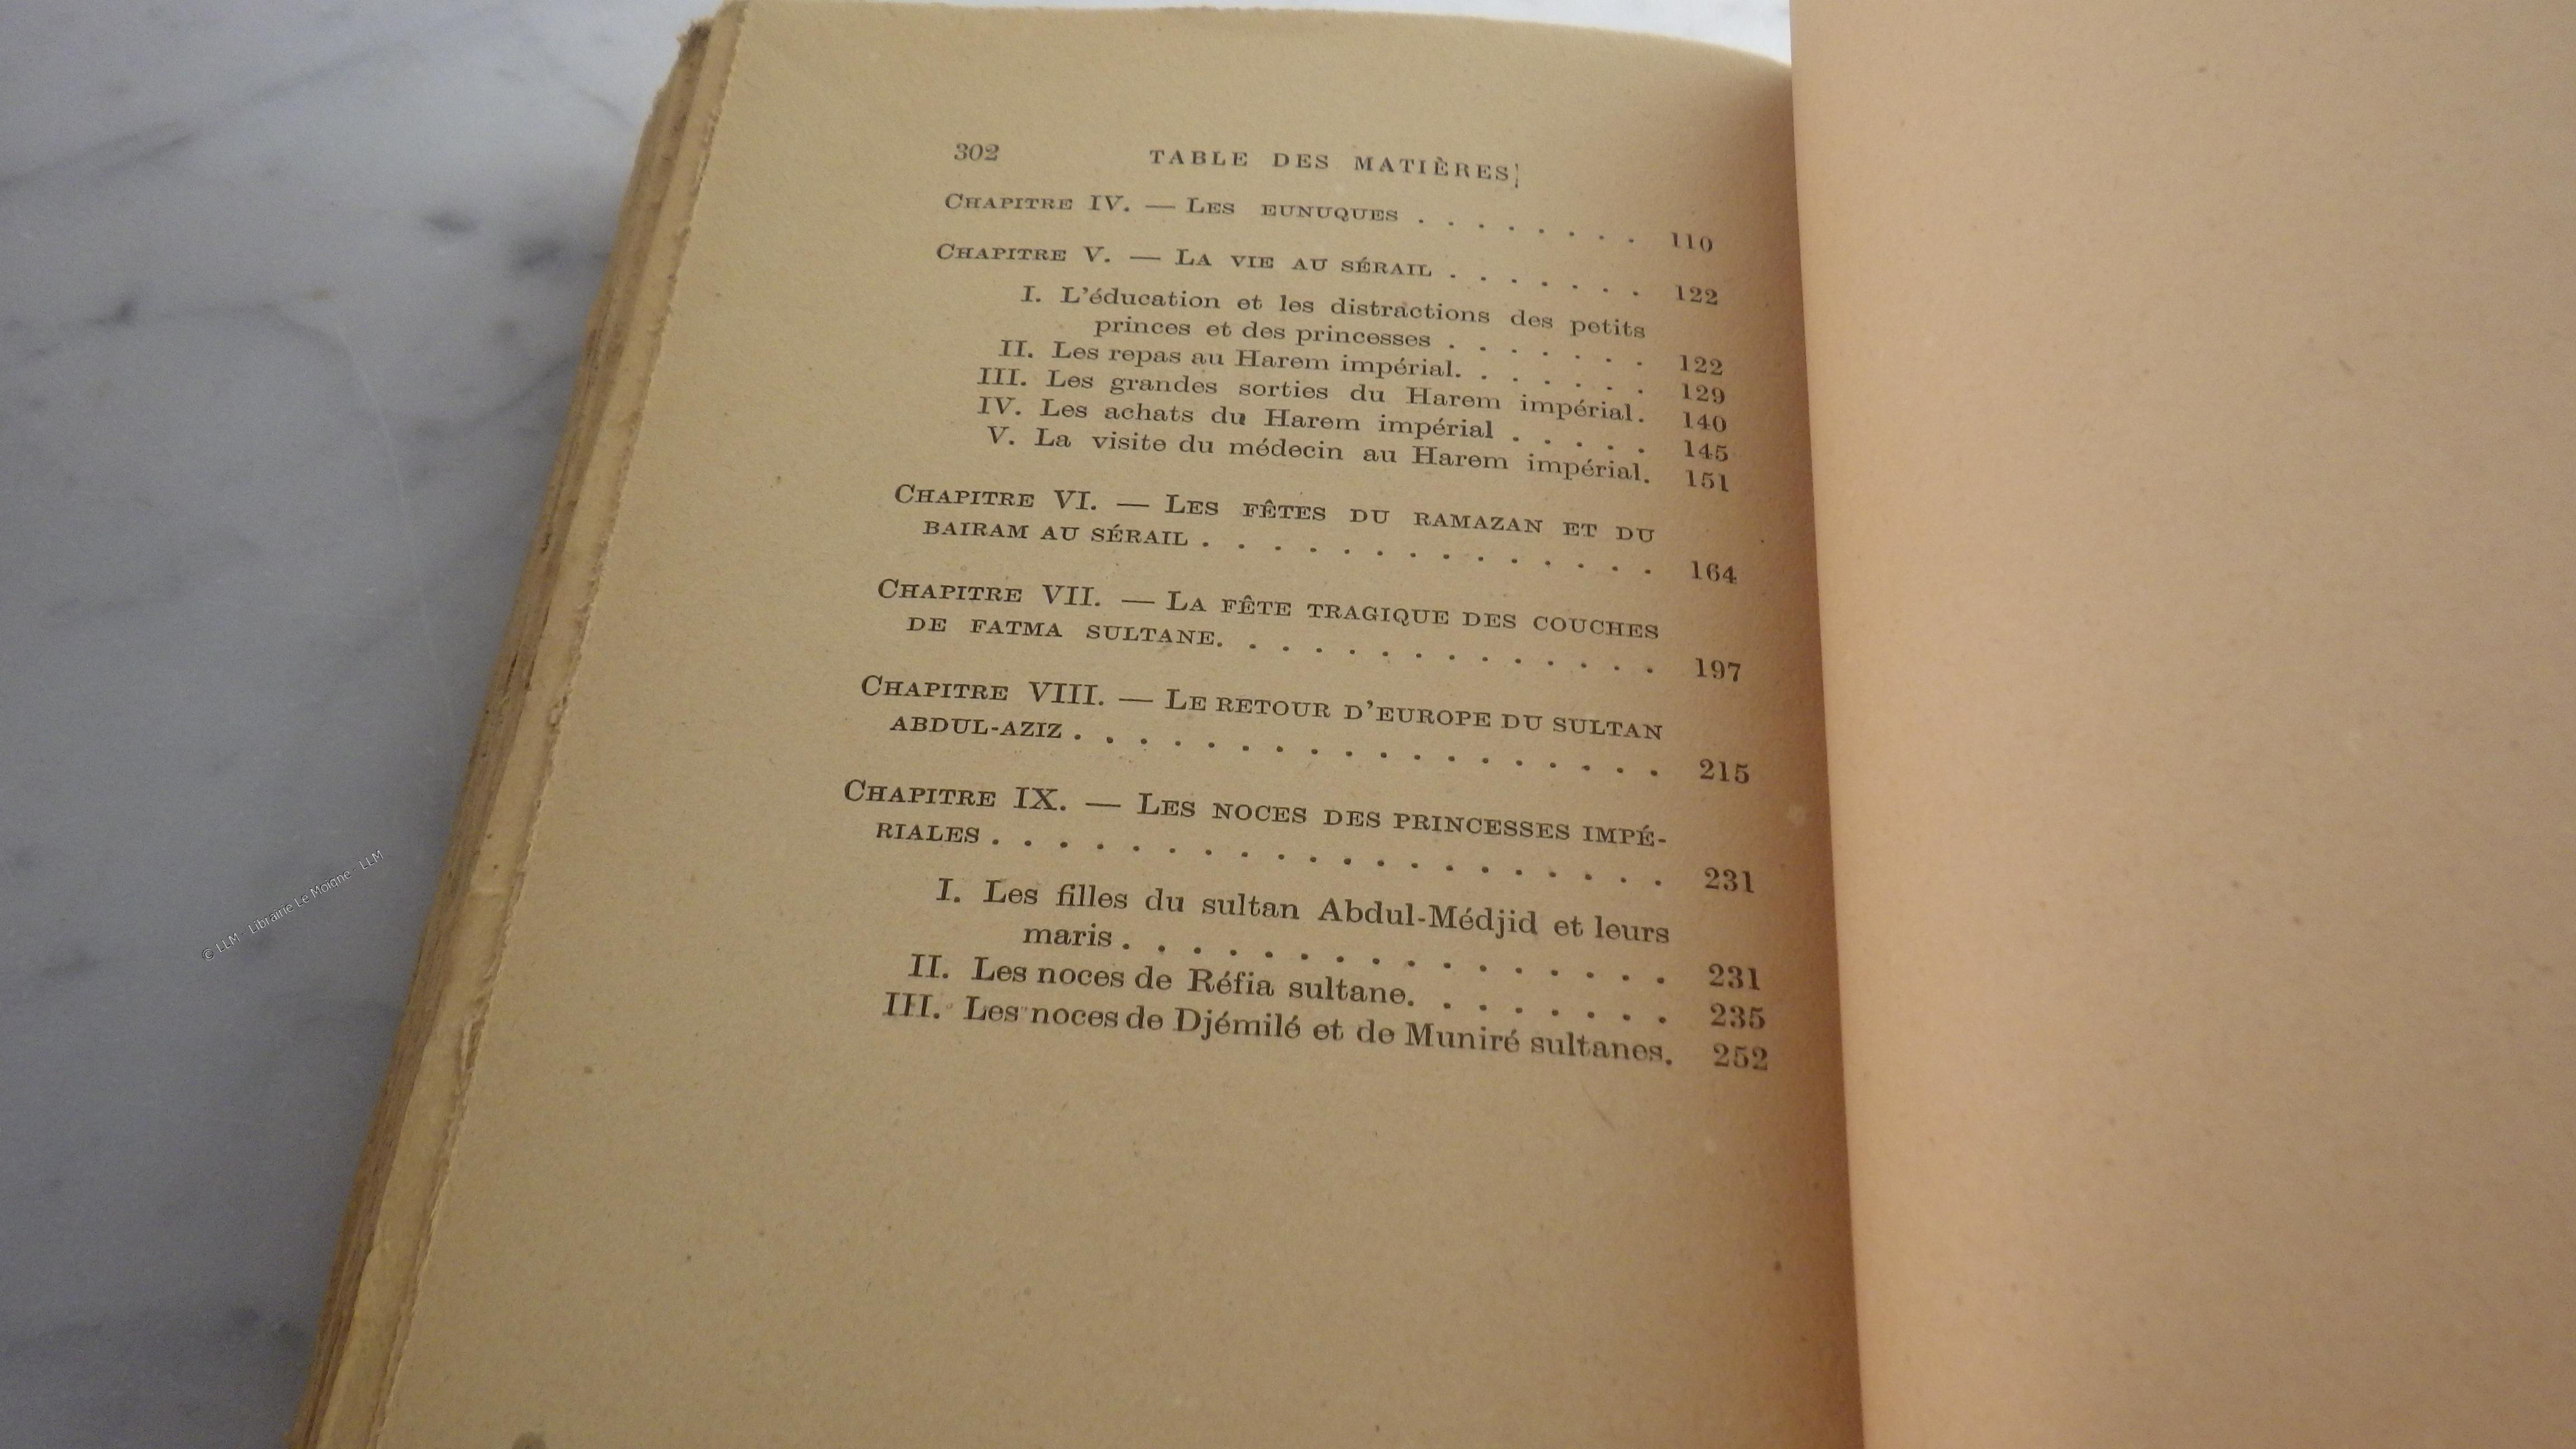 302 TABLE DES MATIÈRES
CHAPITRE IV. — LES EUNUQUES . . . . . . . . 110
CHAPITRE V. — LA VIE AU SÉRAIL . . . . . . . 122
I. L'éducation et les distractions des petits
princes et des princesses . . . . . . . 122
II. Les repas au Harem impérial. . . . . . . 129
III. Les grandes sorties du Harem impérial. 140
IV. Les achats du Harem impérial . . . . . 145
V. La visite du médecin au Harem impérial. 151
CHAPITRE VI. — LES FÊTES DU RAMAZAN ET DU
BAIRAM AU SÉRAIL . . . . . . . . . . . . . . 164
CHAPITRE VII. — LA FÊTE TRAGIQUE DES COUCHES
DE FATMA SULTANE. . . . . . . . . . . . . . 197
CHAPITRE VIII. — LE RETOUR D'EUROPE DU SULTAN
ABDUL-AZIZ . . . . . . . . . . . . . . . . . . 215
CHAPITRE IX. — LES NOCES DES PRINCESSES IMPÉ-
RIALES . . . . . . . . . . . . . . . . . . . . 231
I. Les filles du sultan Abdul-Médjid et leurs
maris . . . . . . . . . . . . . . . . 231
II. Les noces de Réfia sultane. . . . . . . . 235
III. Les noces de Djémilé et de Muniré sultanes. 252
© LLM - Librairie Le Moigne - LLM